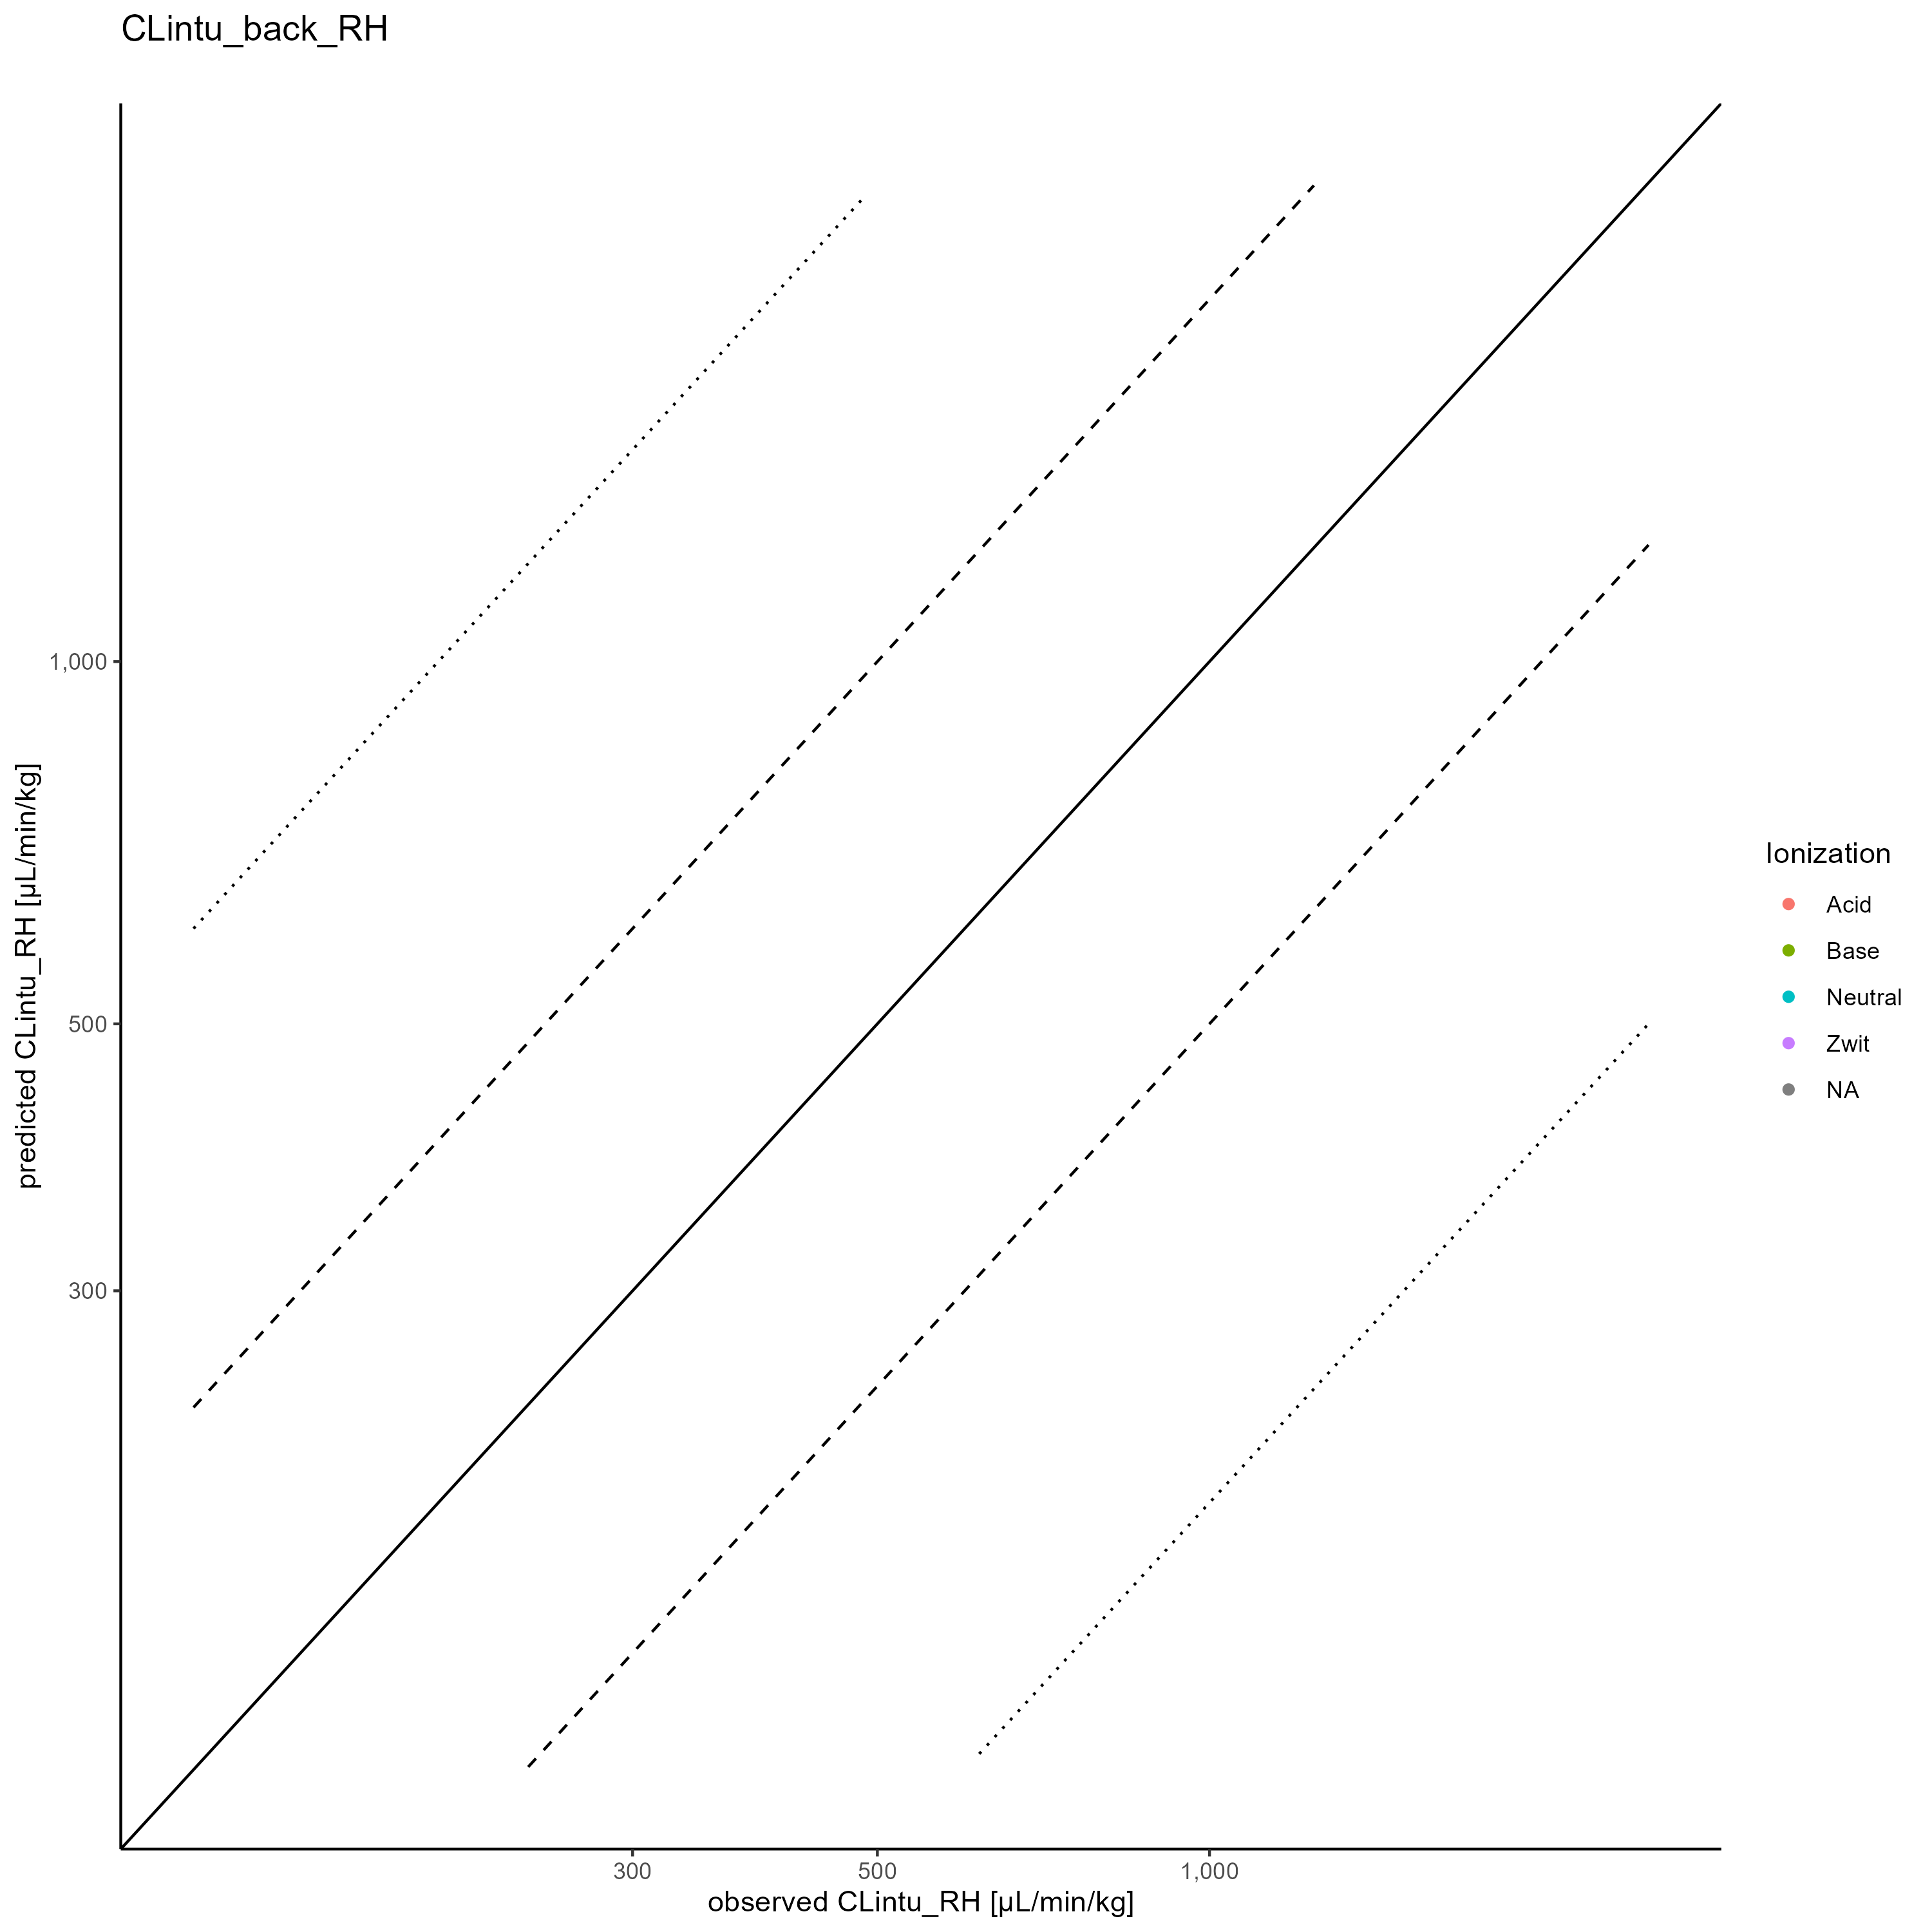 CLintu_back_RH
1,000
500
300
predicted CLintu_RH [µL/min/kg]
300
500
1,000
observed CLintu_RH [µL/min/kg]
Ionization
Acid
Base
Neutral
Zwit
NA